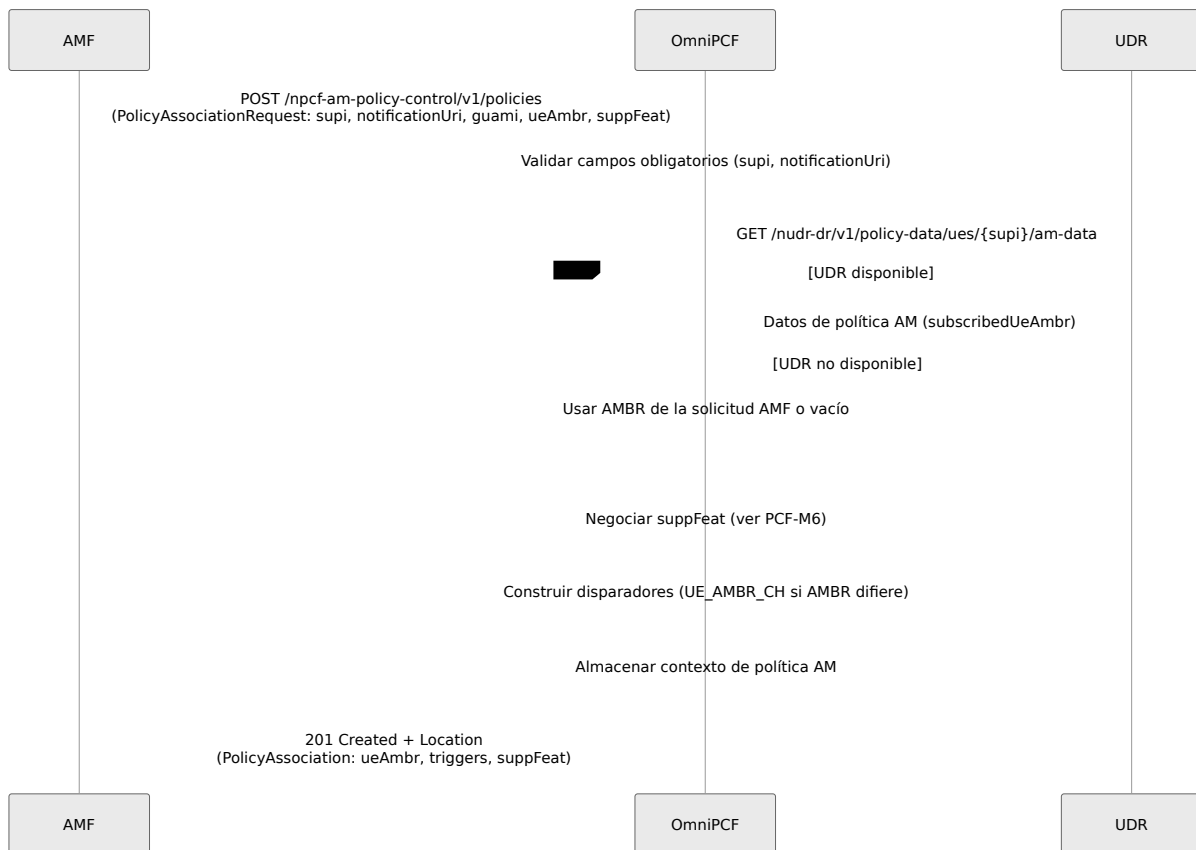 AMF
OmniPCF
UDR
POST /npcf-am-policy-control/v1/policies
(PolicyAssociationRequest: supi, notificationUri, guami, ueAmbr, suppFeat)
Validar campos obligatorios (supi, notificationUri)
GET /nudr-dr/v1/policy-data/ues/{supi}/am-data
[UDR disponible]
Datos de política AM (subscribedUeAmbr)
[UDR no disponible]
Usar AMBR de la solicitud AMF o vacío
Negociar suppFeat (ver PCF-M6)
Construir disparadores (UE_AMBR_CH si AMBR difiere)
Almacenar contexto de política AM
201 Created + Location
(PolicyAssociation: ueAmbr, triggers, suppFeat)
AMF
OmniPCF
UDR